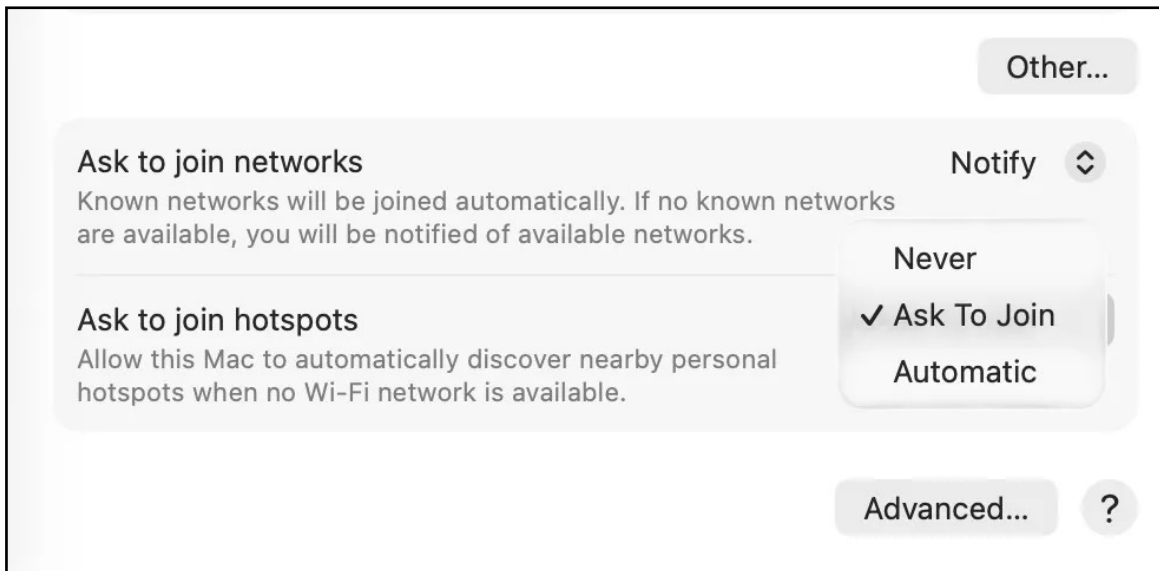 Other...
Ask to join networks
Notify
Known networks will be joined automatically. If no known networks
are available, you will be notified of available networks.
Never
Ask to join hotspots
Ask To Join
Allow this Mac to automatically discover nearby personal
hotspots when no Wi-Fi network is available.
Automatic
Advanced...
?